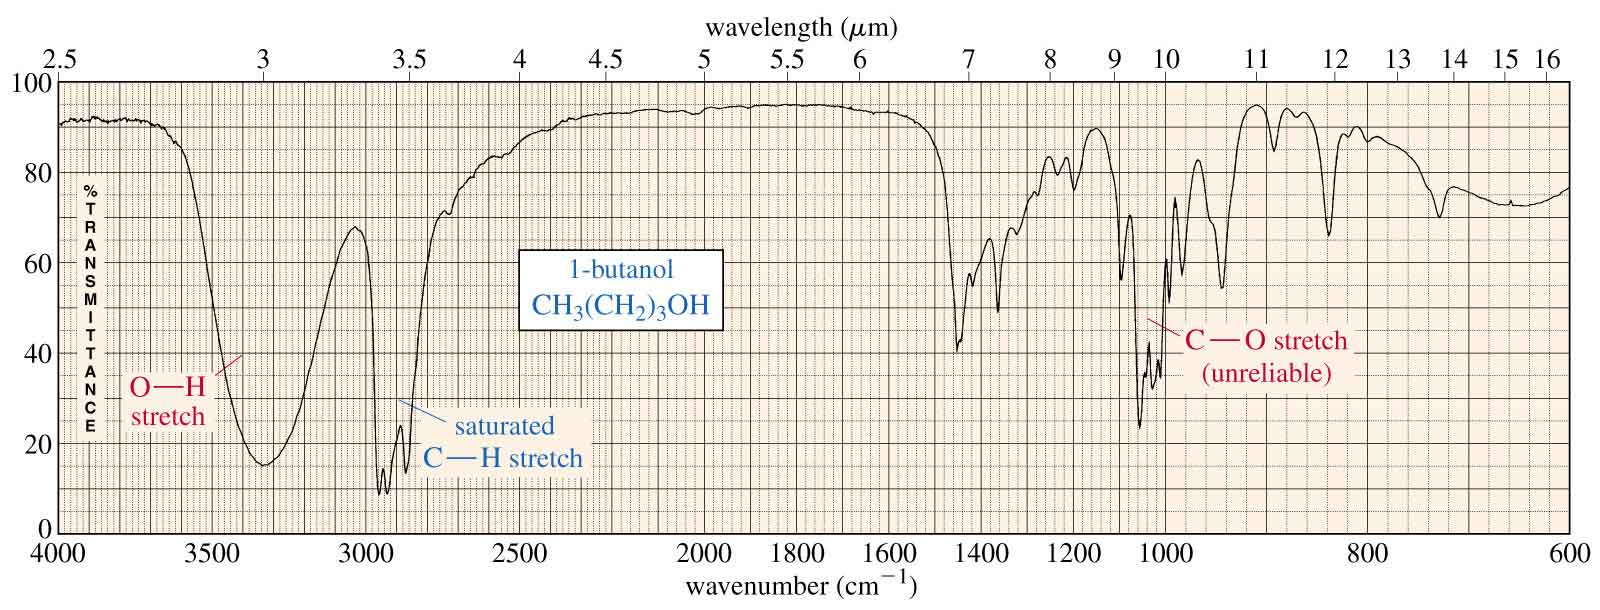 wavelength (μm)
2.5 3 3.5 4 4.5 5 5.5 6 7 8 9 10 11 12 13 14 15 16
100
80
60
40
20
0
% TRANSMITTANCE
1-butanol
CH₃(CH₂)₃OH
O—H
stretch
saturated
C—H stretch
C—O stretch
(unreliable)
4000 3500 3000 2500 2000 1800 1600 1400 1200 1000 800 600
wavenumber (cm⁻¹)